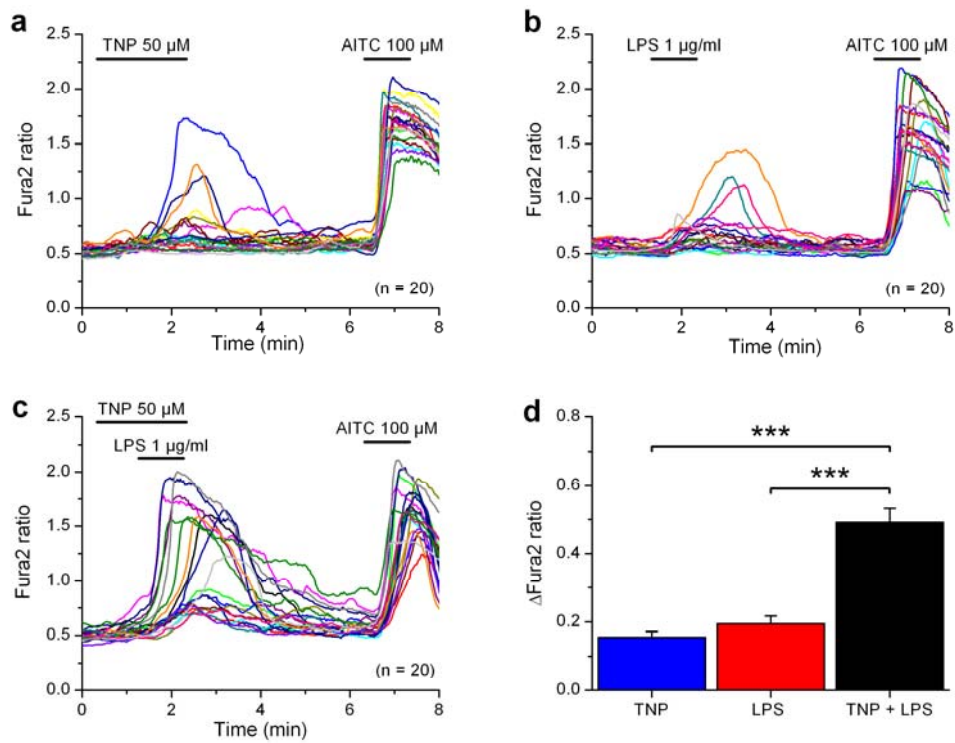 a
TNP 50 µM
AITC 100 µM
2.5
2.0
1.5
1.0
0.5
0.0
Fura2 ratio
(n = 20)
0 2 4 6 8
Time (min)
b
LPS 1 µg/ml
AITC 100 µM
2.5
2.0
1.5
1.0
0.5
0.0
Fura2 ratio
(n = 20)
0 2 4 6 8
Time (min)
c
TNP 50 µM
LPS 1 µg/ml
AITC 100 µM
2.5
2.0
1.5
1.0
0.5
0.0
Fura2 ratio
(n = 20)
0 2 4 6 8
Time (min)
d
0.8
0.6
0.4
0.2
0.0
ΔFura2 ratio
***
***
TNP LPS TNP + LPS